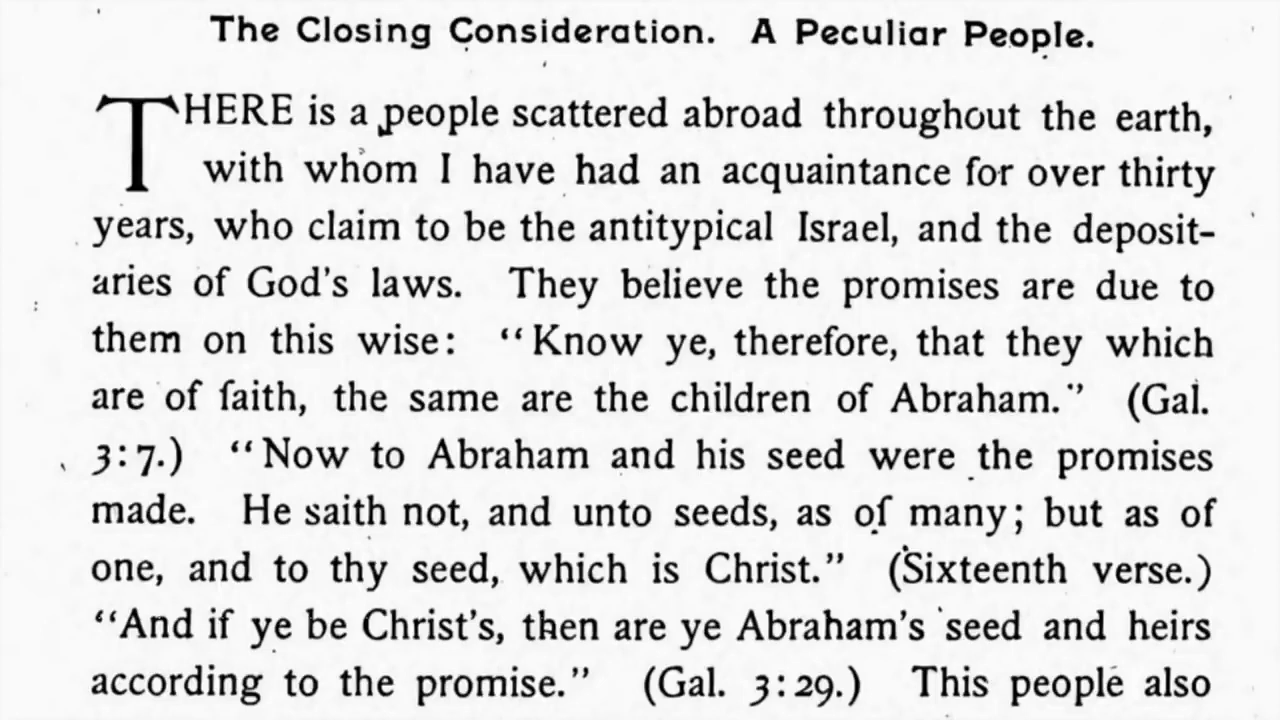 The Closing Consideration. A Peculiar People.
THERE is a people scattered abroad throughout the earth,
with whom I have had an acquaintance for over thirty
years, who claim to be the antitypical Israel, and the deposit-
aries of God's laws. They believe the promises are due to
them on this wise: "Know ye, therefore, that they which
are of faith, the same are the children of Abraham." (Gal.
3:7.) "Now to Abraham and his seed were the promises
made. He saith not, and unto seeds, as of many; but as of
one, and to thy seed, which is Christ." (Sixteenth verse.)
"And if ye be Christ's, then are ye Abraham's seed and heirs
according to the promise." (Gal. 3:29.) This people also